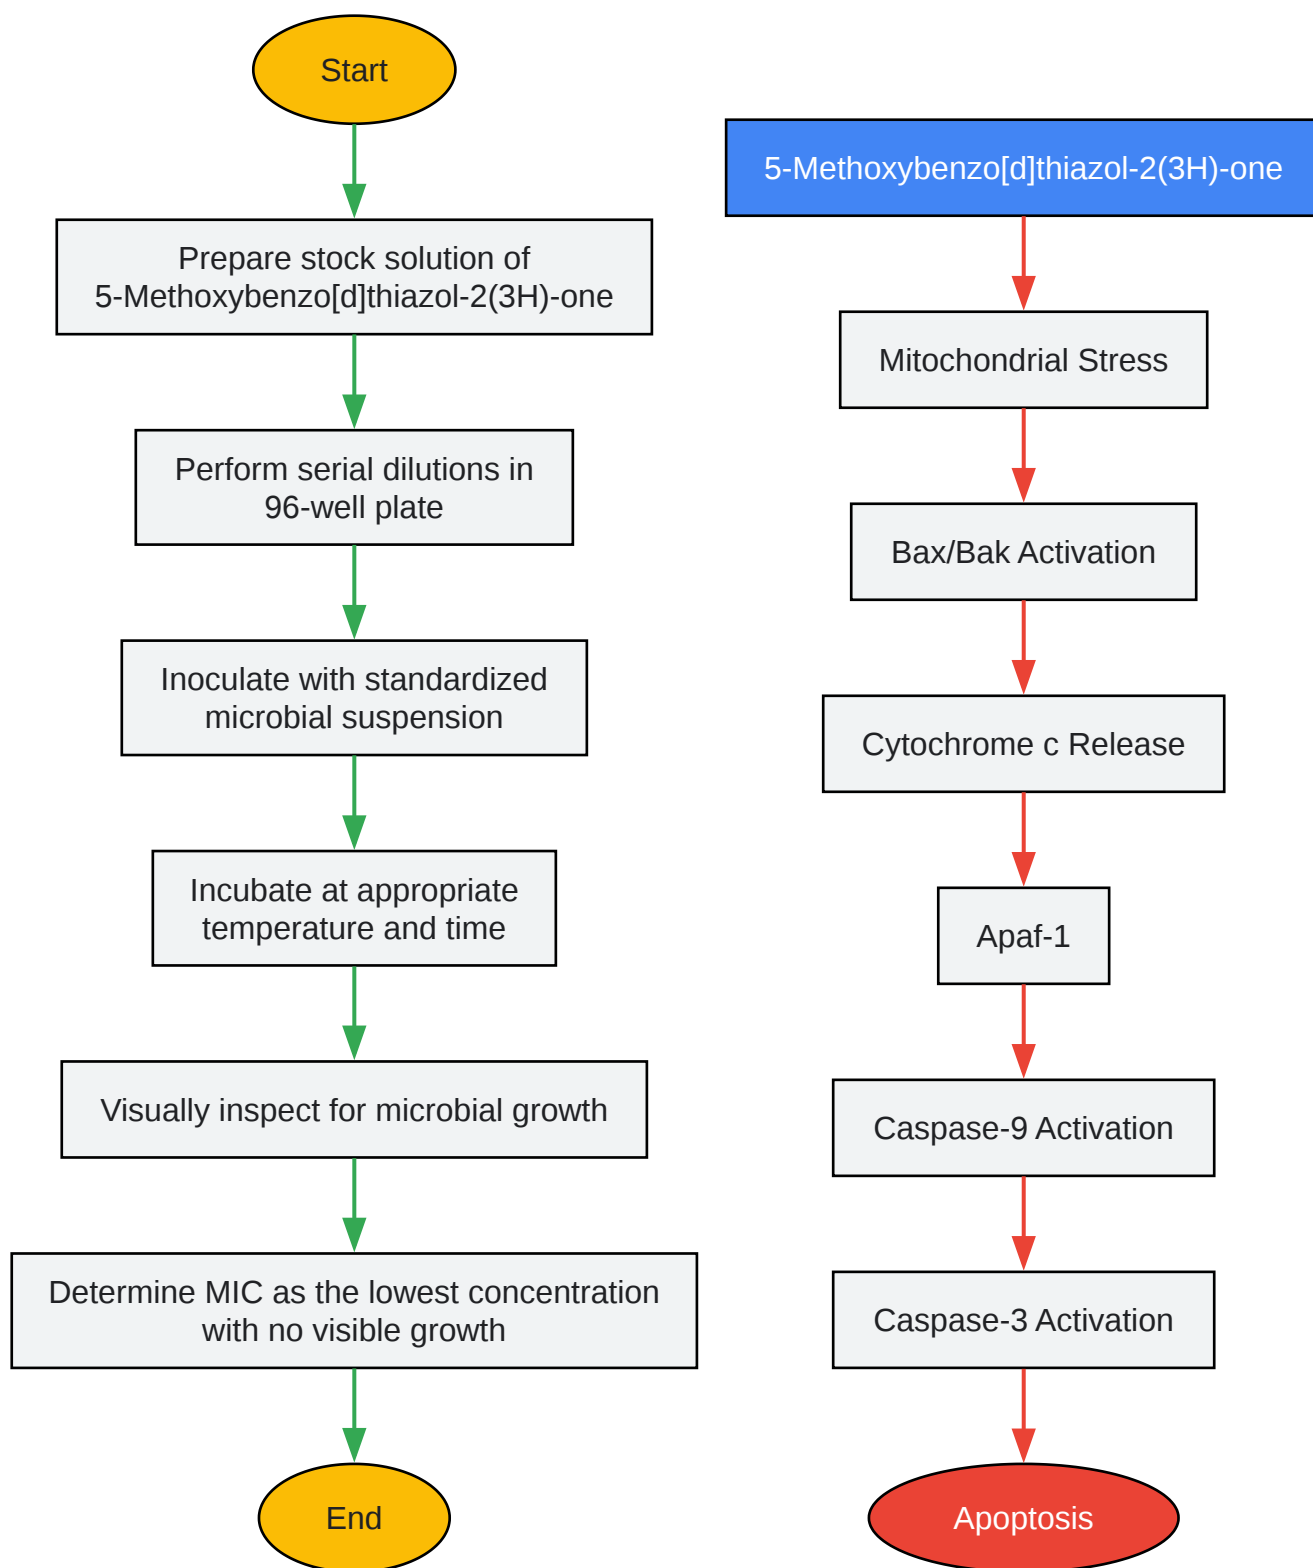 Start
Prepare stock solution of
5-Methoxybenzo[d]thiazol-2(3H)-one
Perform serial dilutions in
96-well plate
Inoculate with standardized
microbial suspension
Incubate at appropriate
temperature and time
Visually inspect for microbial growth
Determine MIC as the lowest concentration
with no visible growth
End
5-Methoxybenzo[d]thiazol-2(3H)-one
Mitochondrial Stress
Bax/Bak Activation
Cytochrome c Release
Apaf-1
Caspase-9 Activation
Caspase-3 Activation
Apoptosis